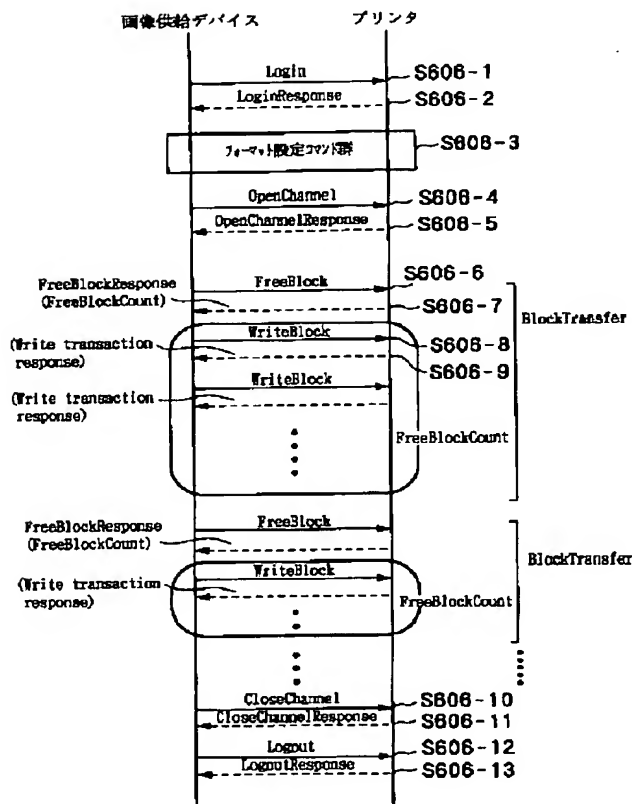 画像供給デバイス プリンタ
Login S606-1
LoginResponse S606-2
フォーマット設定コマンド群 S606-3
OpenChannel S606-4
OpenChannelResponse S606-5
FreeBlockResponse FreeBlock S606-6
(FreeBlockCount) S606-7
BlockTransfer
(Write transaction WriteBlock S606-8
response) S606-9
WriteBlock
(Write transaction
response)
FreeBlockCount
FreeBlockResponse FreeBlock
(FreeBlockCount)
BlockTransfer
(Write transaction WriteBlock
response) FreeBlockCount
CloseChannel S606-10
CloseChannelResponse S606-11
Logout S606-12
LogoutResponse S606-13